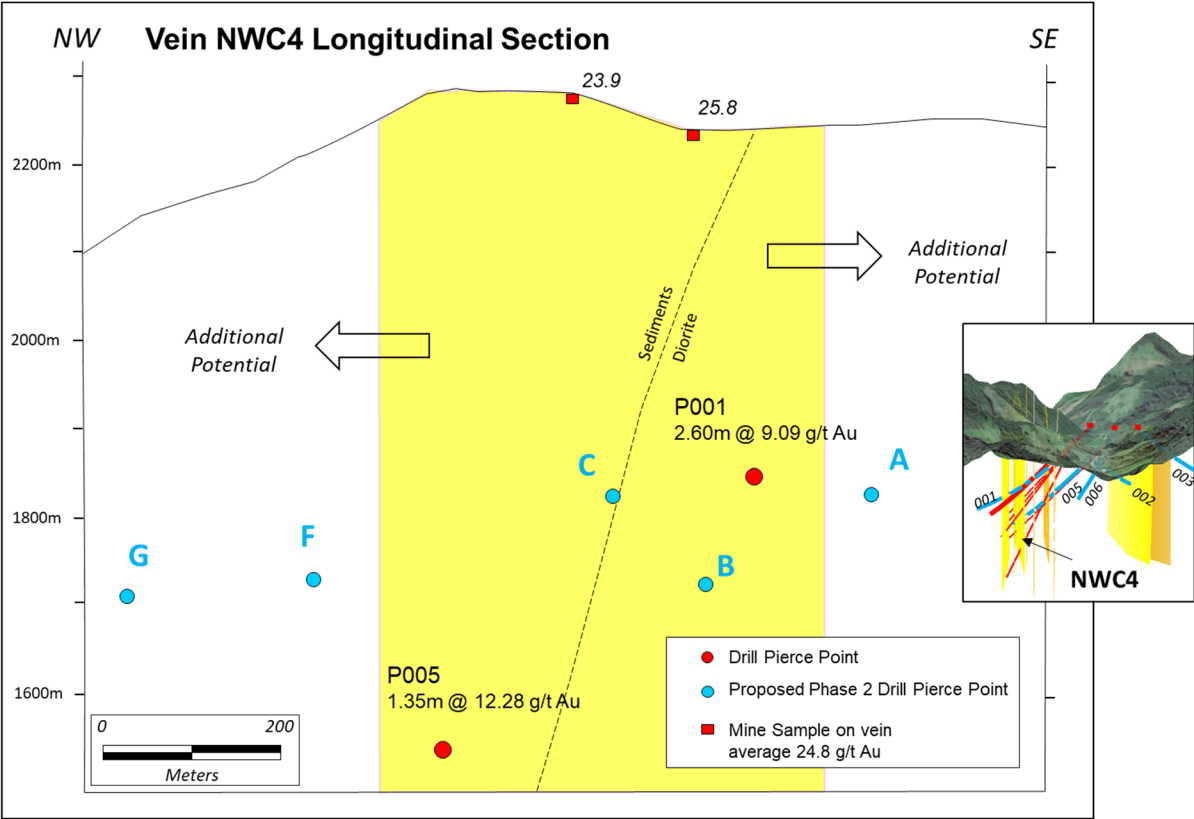 NW
Vein NWC4 Longitudinal Section
SE
23.9
25.8
2200m
Additional
Potential
2000m
Additional
Potential
Sediments
Diorite
P001
2.60m @ 9.09 g/t Au
C
A
1800m
G
F
B
001
005
006
002
003
NWC4
P005
1.35m @ 12.28 g/t Au
1600m
0
200
Meters
Drill Pierce Point
Proposed Phase 2 Drill Pierce Point
Mine Sample on vein
average 24.8 g/t Au